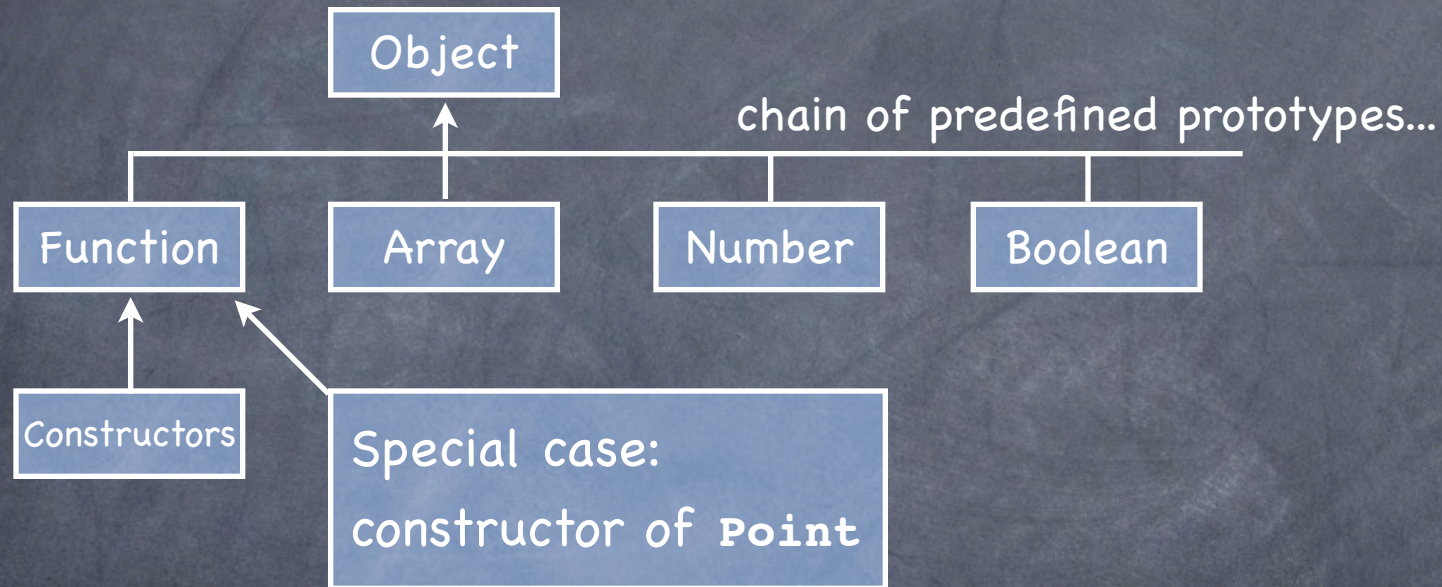 Object
chain of predefined prototypes...
Function
Array
Number
Boolean
Constructors
Special case:
constructor of Point